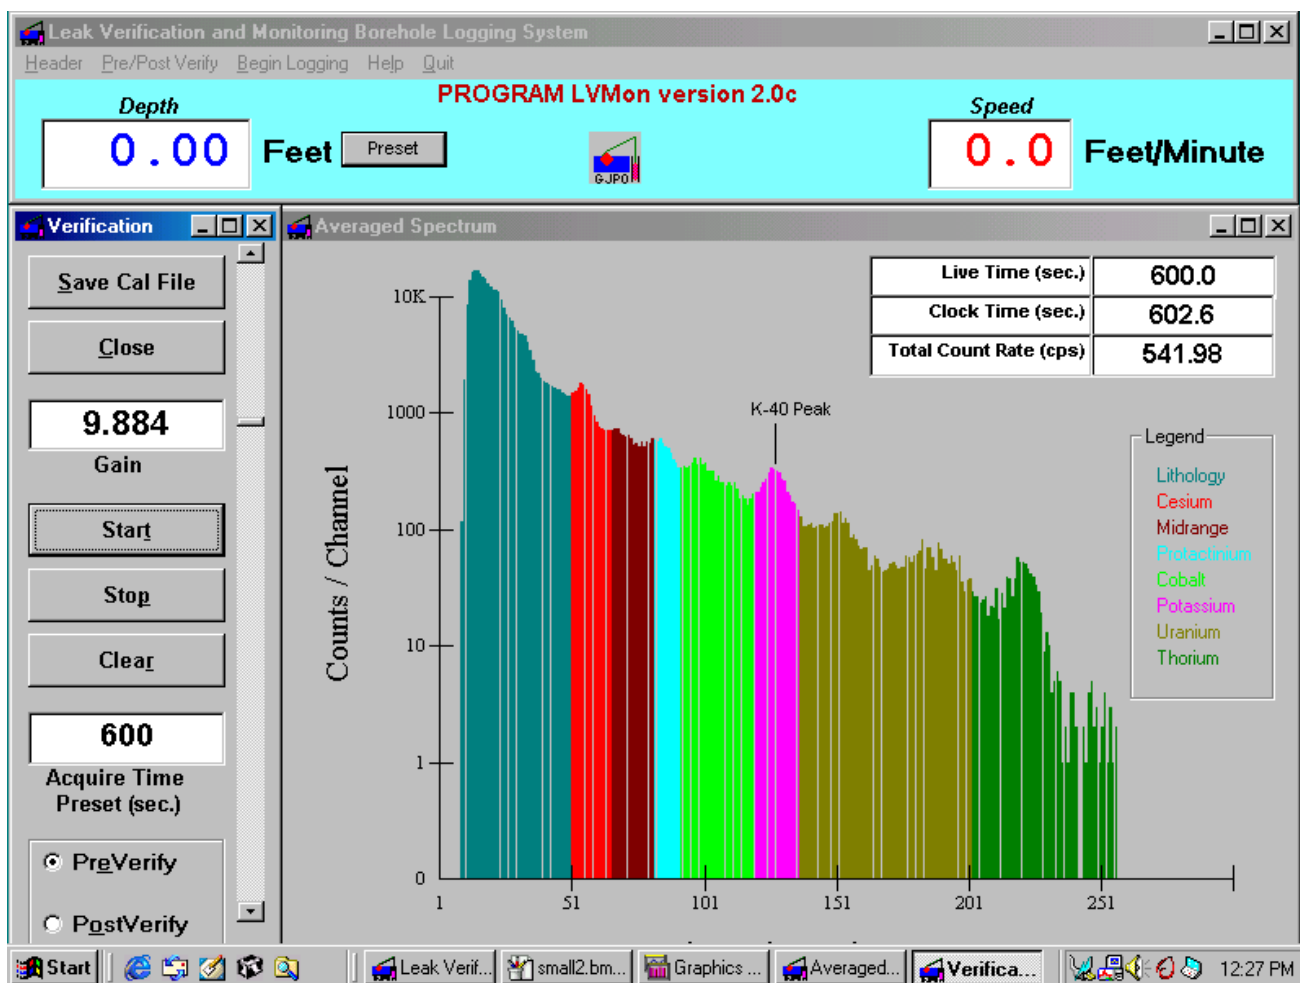 Leak Verification and Monitoring Borehole Logging System
Header Pre/Post Verify Begin Logging Help Quit
PROGRAM LVMon version 2.0c
Depth
0.00 Feet
Preset
GJPO
Speed
0.0 Feet/Minute
Verification
Save Cal File
Close
9.884
Gain
Start
Stop
Clear
600
Acquire Time
Preset (sec.)
PreVerify
PostVerify
Averaged Spectrum
Live Time (sec.) 600.0
Clock Time (sec.) 602.6
Total Count Rate (cps) 541.98
K-40 Peak
Legend
Lithology
Cesium
Midrange
Protactinium
Cobalt
Potassium
Uranium
Thorium
Counts / Channel
10K
1000
100
10
1
0
1 51 101 151 201 251
Start Leak Verif... small2.bm... Graphics ... Averaged... Verifica... 12:27 PM